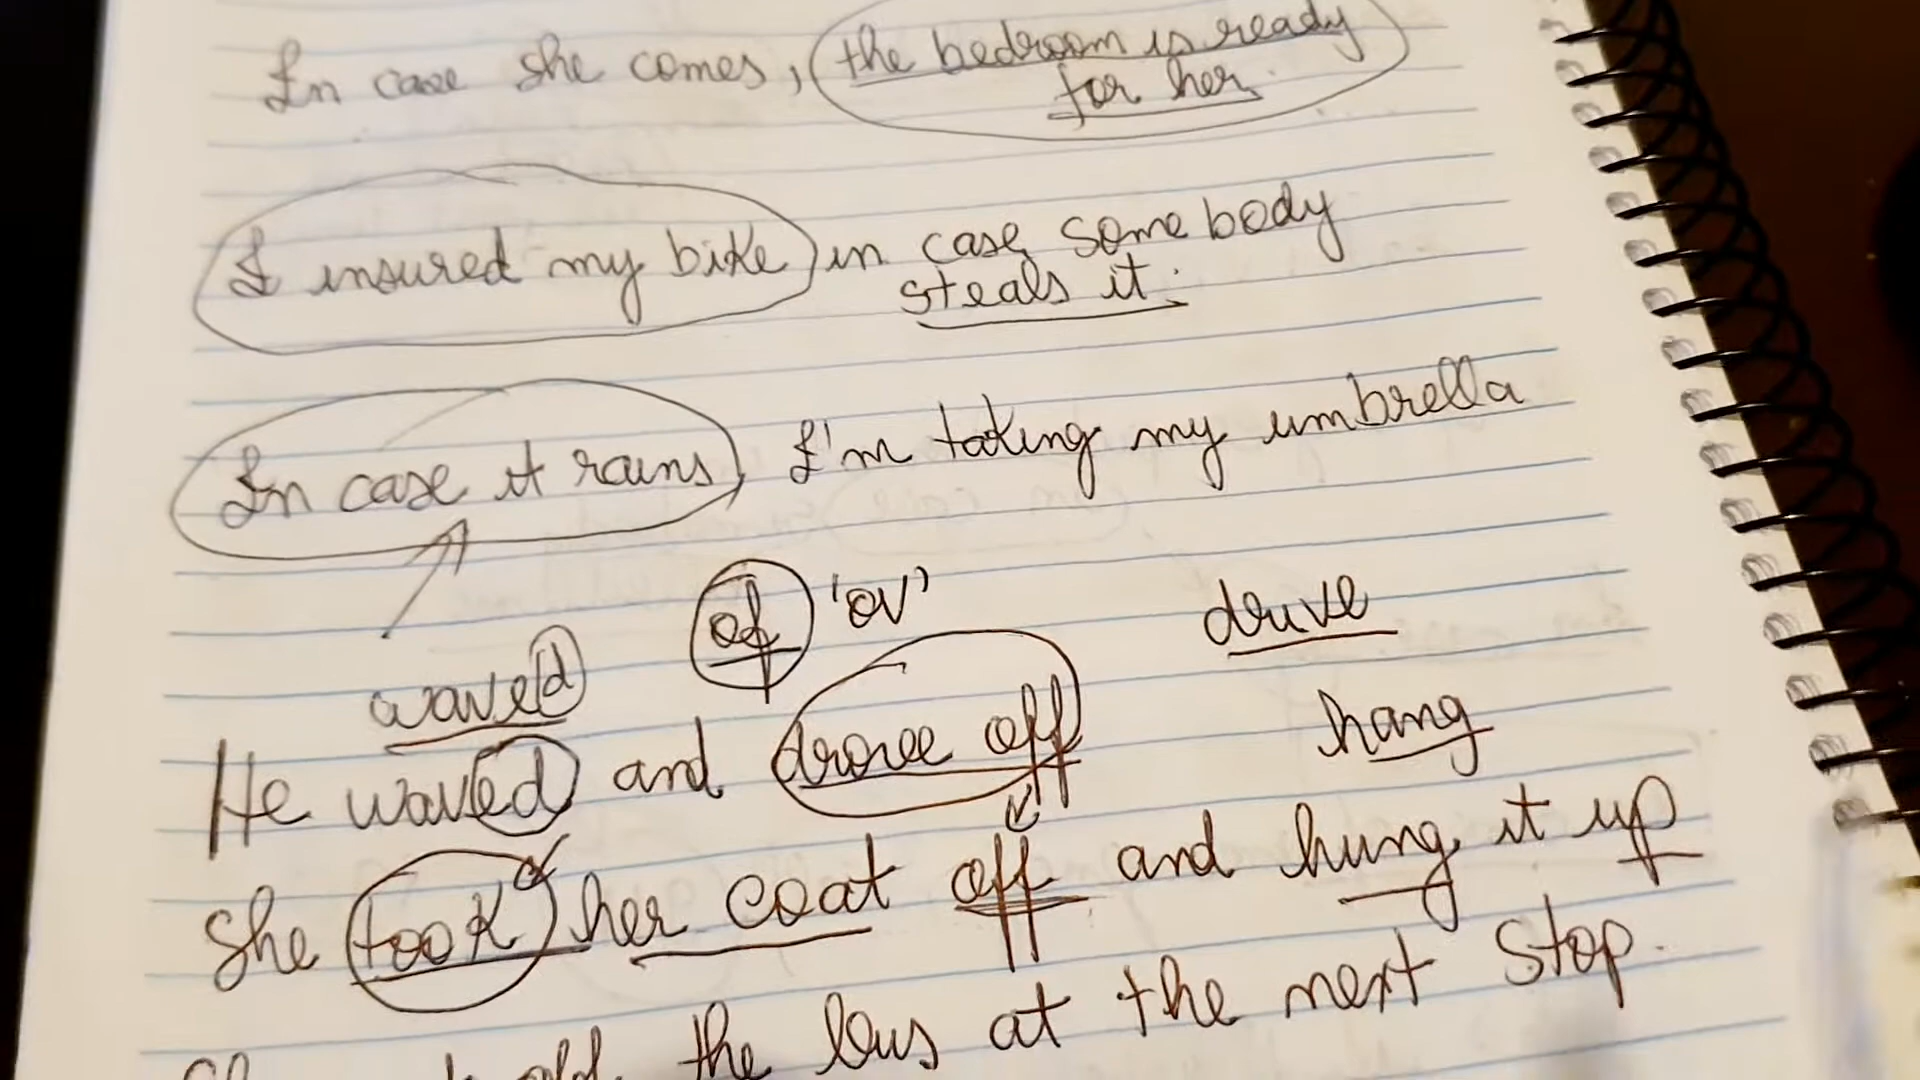 In case she comes, the bedroom is ready
for her.
I insured my bike in case somebody
steals it.
In case it rains, I'm taking my umbrella
of 'ov' drive
waved hang
He waved and drove off
She took her coat off and hung it up
off the bus at the next stop.